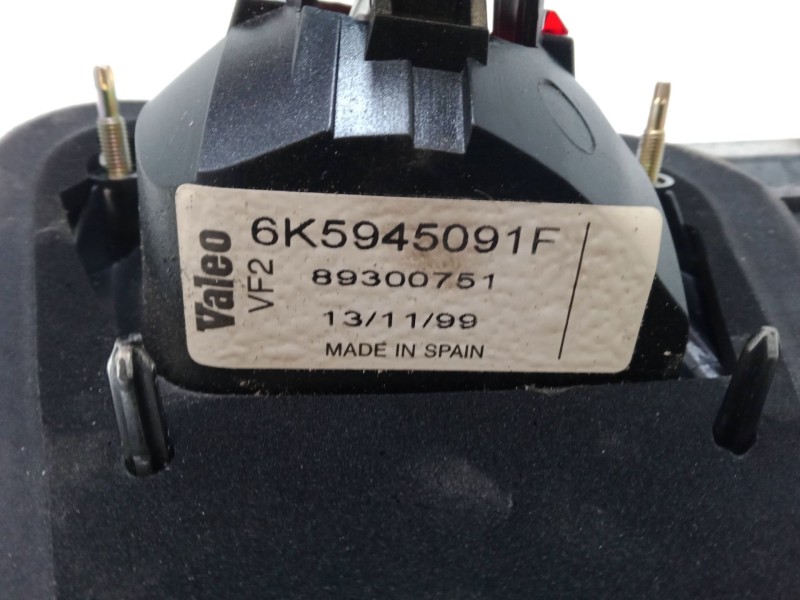 Valeo
VF2
6K5945091F
89300751
13/11/99
MADE IN SPAIN